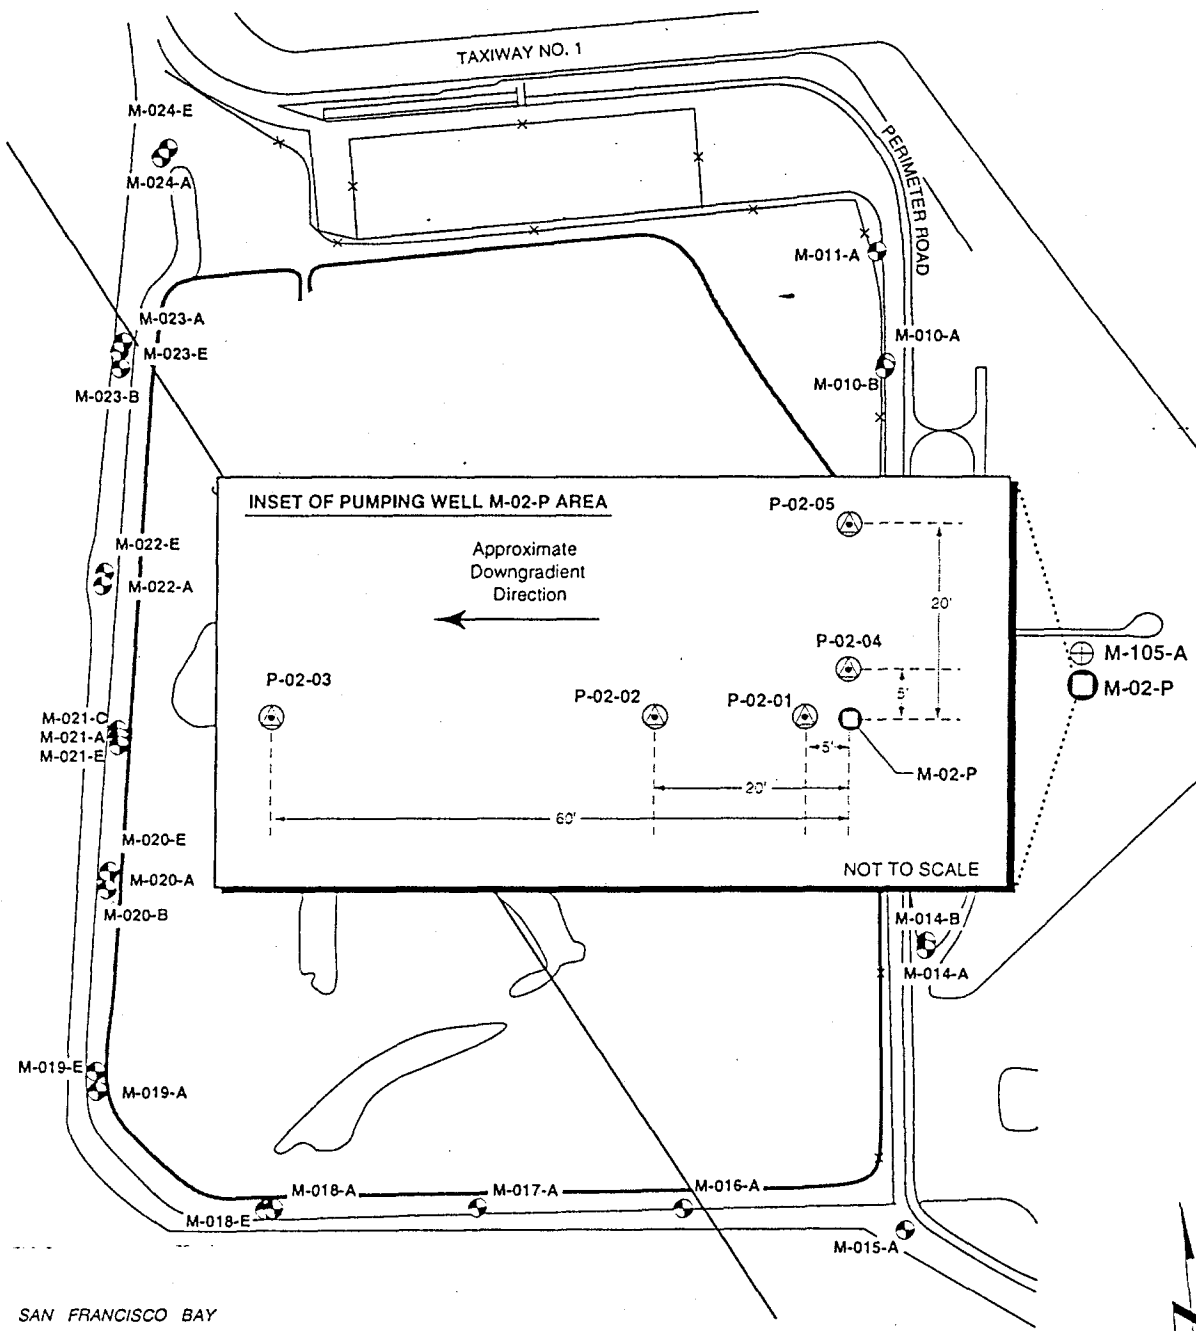 TAXIWAY NO. 1
M-024-E
PERIMETER ROAD
M-024-A
M-011-A
M-023-A
M-010-A
M-023-E
M-010-B
M-023-B
INSET OF PUMPING WELL M-02-P AREA
P-02-05
M-022-E
Approximate
Downgradient
Direction
M-022-A
20'
P-02-04
M-105-A
P-02-03
M-02-P
5'
P-02-02
P-02-01
M-021-C
M-021-A
M-021-E
5'
M-02-P
20'
60'
M-020-E
NOT TO SCALE
M-020-A
M-020-B
M-014-B
M-014-A
M-019-E
M-019-A
M-018-A
M-017-A
M-016-A
M-018-E
M-015-A
SAN FRANCISCO BAY